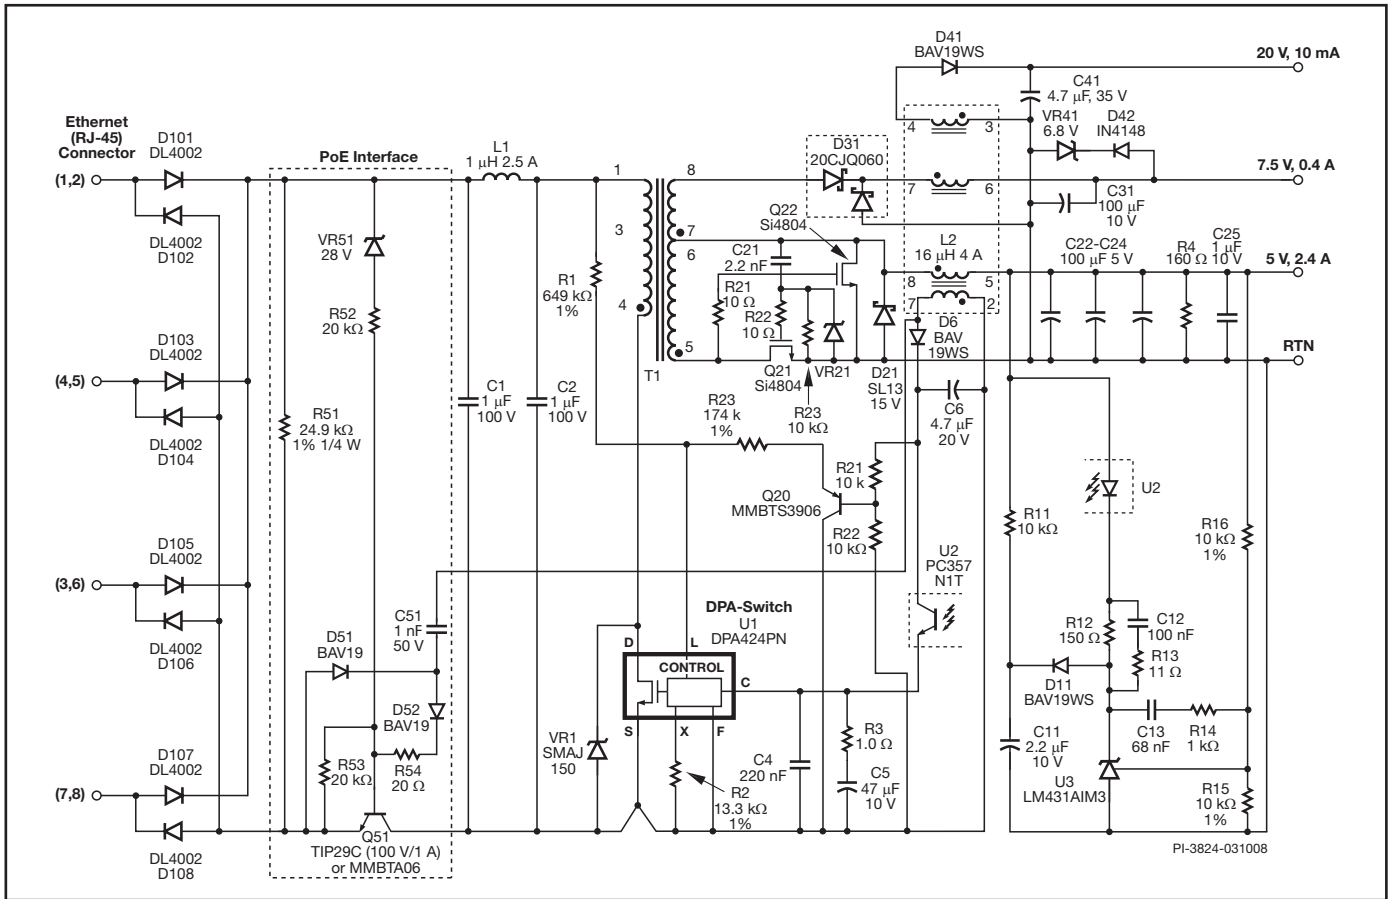 D41
BAV19WS
20 V, 10 mA
C41
4.7 μF, 35 V
4
3
VR41
6.8 V
D42
IN4148
Ethernet
(RJ-45)
Connector
D101
DL4002
PoE Interface
L1
1 μH 2.5 A
D31
20CJQ060
(1,2)
1
8
7
6
7.5 V, 0.4 A
DL4002
D102
VR51
28 V
3
7
6
Q22
Si4804
C31
100 μF
10 V
C21
2.2 nF
L2
16 μH 4 A
C22-C24
100 μF 5 V
R4
160 Ω
C25
1 μF
10 V
5 V, 2.4 A
R1
649 kΩ
1%
4
R21
10 Ω
R22
10 Ω
8
5
7
2
R52
20 kΩ
D6
BAV
19WS
D103
DL4002
5
RTN
(4,5)
T1
Q21
Si4804
VR21
D21
SL13
15 V
C1
1 μF
100 V
C2
1 μF
100 V
R23
174 k
1%
R23
10 kΩ
C6
4.7 μF
20 V
R51
24.9 kΩ
1% 1/4 W
DL4002
D104
R21
10 k
Q20
MMBTS3906
R22
10 kΩ
U2
R11
10 kΩ
R16
10 kΩ
1%
D105
DL4002
U2
PC357
N1T
(3,6)
DL4002
D106
C51
1 nF
50 V
DPA-Switch
U1
DPA424PN
R12
150 Ω
C12
100 nF
D51
BAV19
D
L
CONTROL
C
R13
11 Ω
D11
BAV19WS
D52
BAV19
S
X
F
C13
68 nF
R14
1 kΩ
D107
DL4002
R53
20 kΩ
R54
20 Ω
VR1
SMAJ
150
R3
1.0 Ω
C4
220 nF
C5
47 μF
10 V
C11
2.2 μF
10 V
U3
LM431AIM3
R15
10 kΩ
1%
(7,8)
R2
13.3 kΩ
1%
DL4002
D108
Q51
TIP29C (100 V/1 A)
or MMBTA06
PI-3824-031008